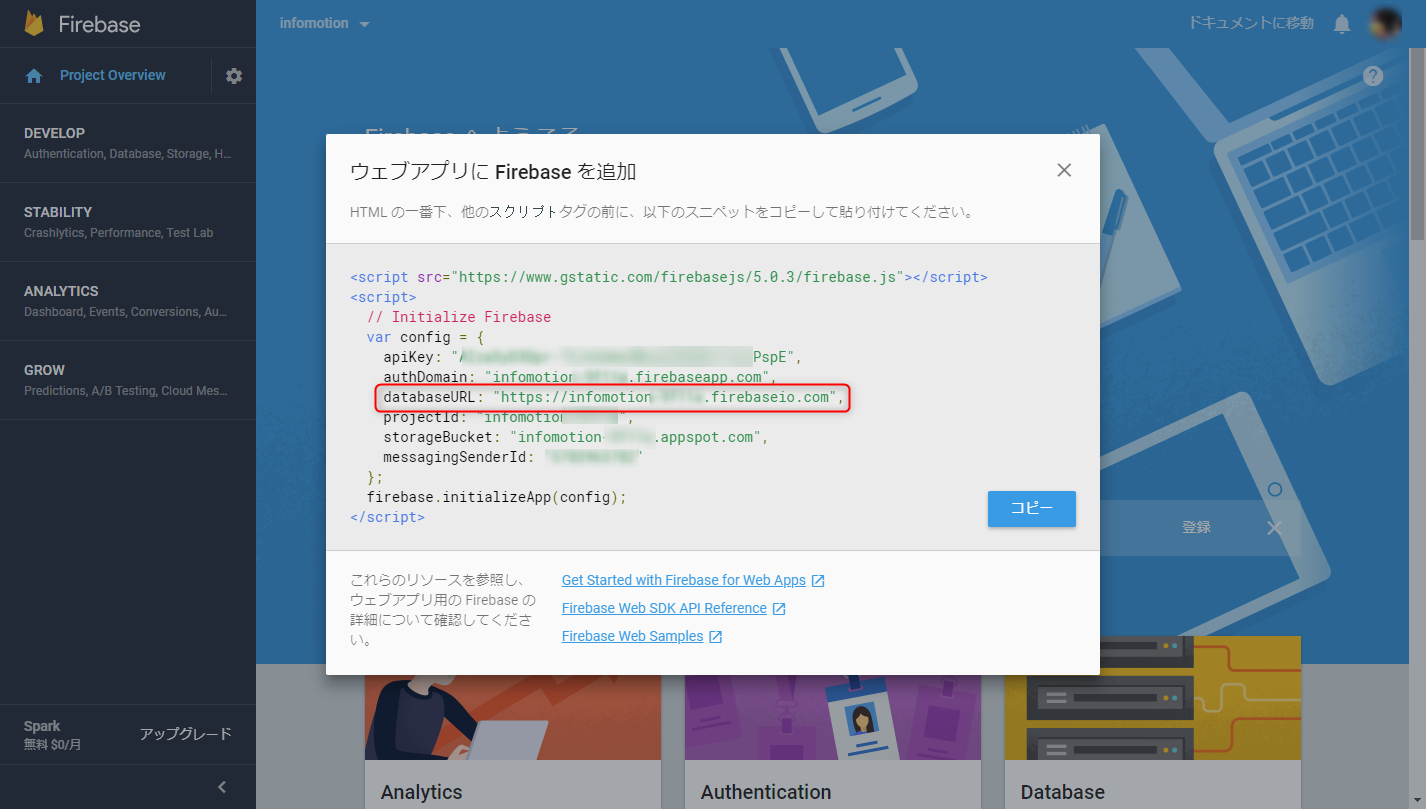 Firebase
infomotion
ドキュメントに移動
Project Overview
DEVELOP
Authentication, Database, Storage, H...
STABILITY
Crashlytics, Performance, Test Lab
ANALYTICS
Dashboard, Events, Conversions, Au...
GROW
Predictions, A/B Testing, Cloud Mes...
Spark
無料 $0/月
アップグレード
Firebase へようこそ
ウェブアプリに Firebase を追加
HTML の一番下、他のスクリプトタグの前に、以下のスニペットをコピーして貼り付けてください。
<script src="https://www.gstatic.com/firebasejs/5.0.3/firebase.js"></script>
<script>
// Initialize Firebase
var config = {
apiKey: "PspE",
authDomain: "infomotion.firebaseapp.com",
databaseURL: "https://infomotion.firebaseio.com",
projectId: "infomotion",
storageBucket: "infomotion-.appspot.com",
messagingSenderId: "
};
firebase.initializeApp(config);
</script>
コピー
登録
これらのリソースを参照し、
ウェブアプリ用の Firebase の
詳細について確認してくださ
い。
Get Started with Firebase for Web Apps
Firebase Web SDK API Reference
Firebase Web Samples
Analytics
Authentication
Database